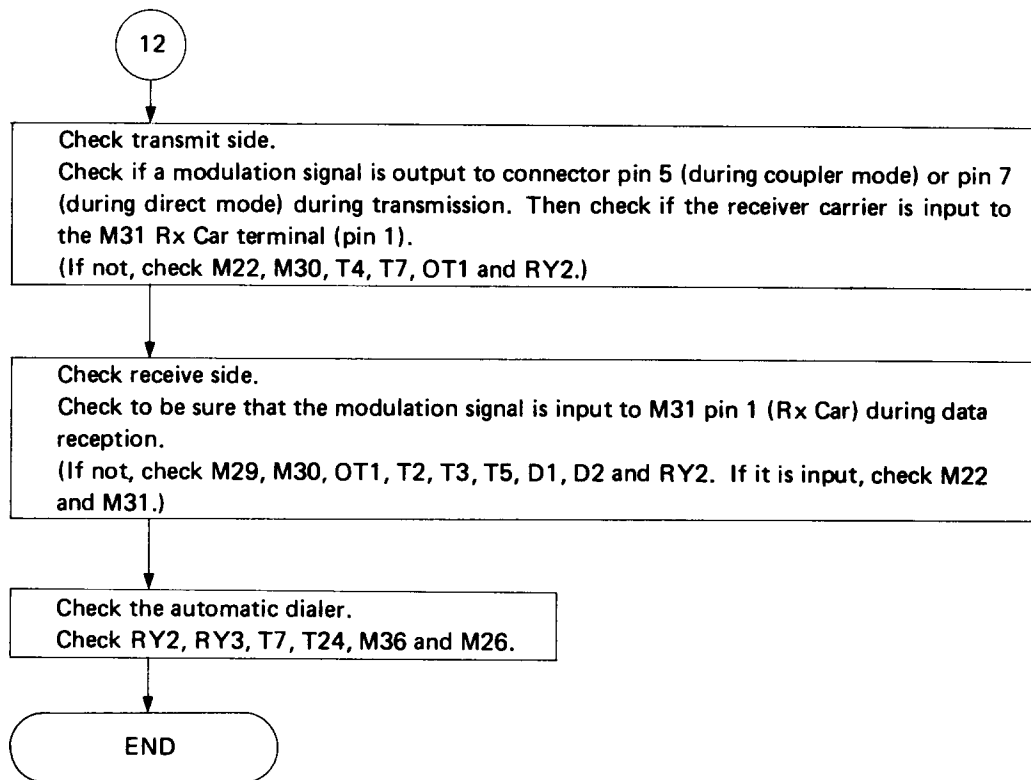 12
Check transmit side.
Check if a modulation signal is output to connector pin 5 (during coupler mode) or pin 7
(during direct mode) during transmission. Then check if the receiver carrier is input to
the M31 Rx Car terminal (pin 1).
(If not, check M22, M30, T4, T7, OT1 and RY2.)
Check receive side.
Check to be sure that the modulation signal is input to M31 pin 1 (Rx Car) during data
reception.
(If not, check M29, M30, OT1, T2, T3, T5, D1, D2 and RY2. If it is input, check M22
and M31.)
Check the automatic dialer.
Check RY2, RY3, T7, T24, M36 and M26.
END